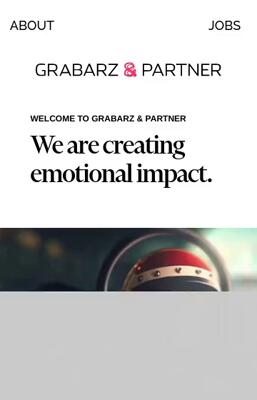 ABOUT JOBS
GRABARZ & PARTNER
WELCOME TO GRABARZ & PARTNER
We are creating
emotional impact.